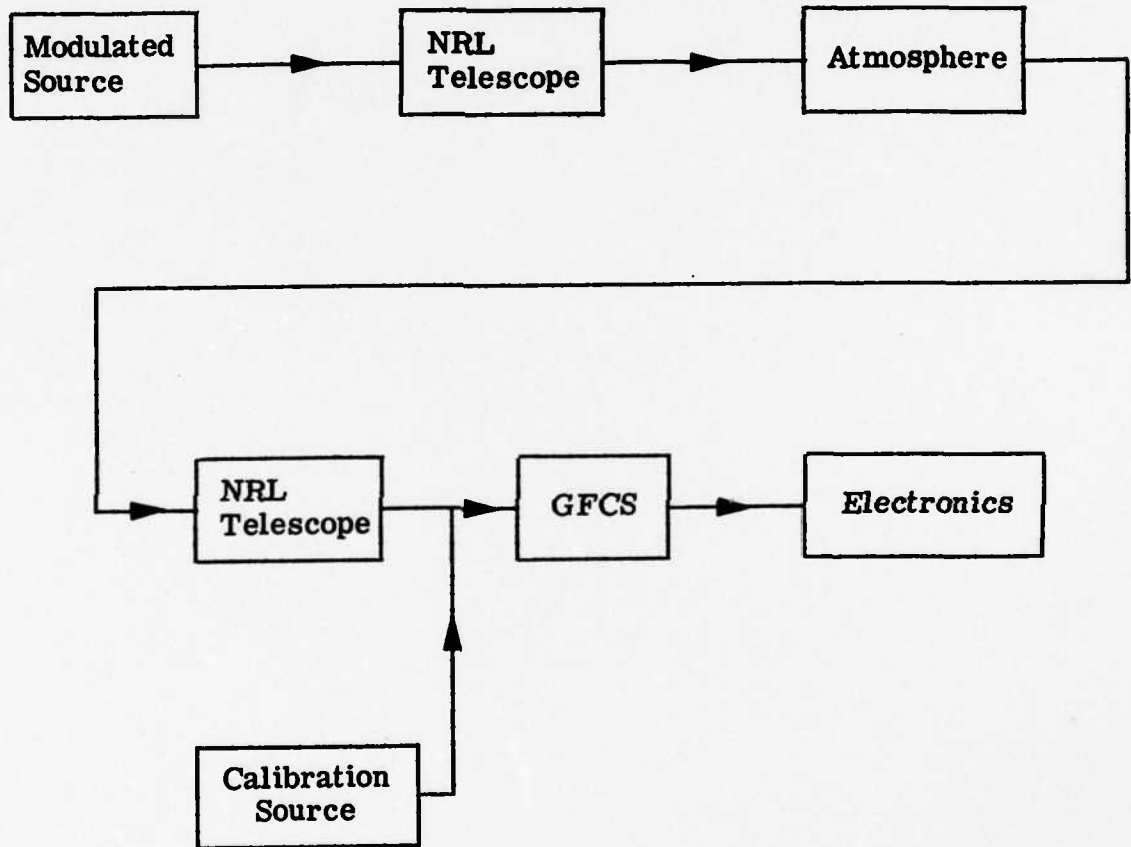 Modulated
Source
NRL
Telescope
Atmosphere
NRL
Telescope
GFCS
Electronics
Calibration
Source